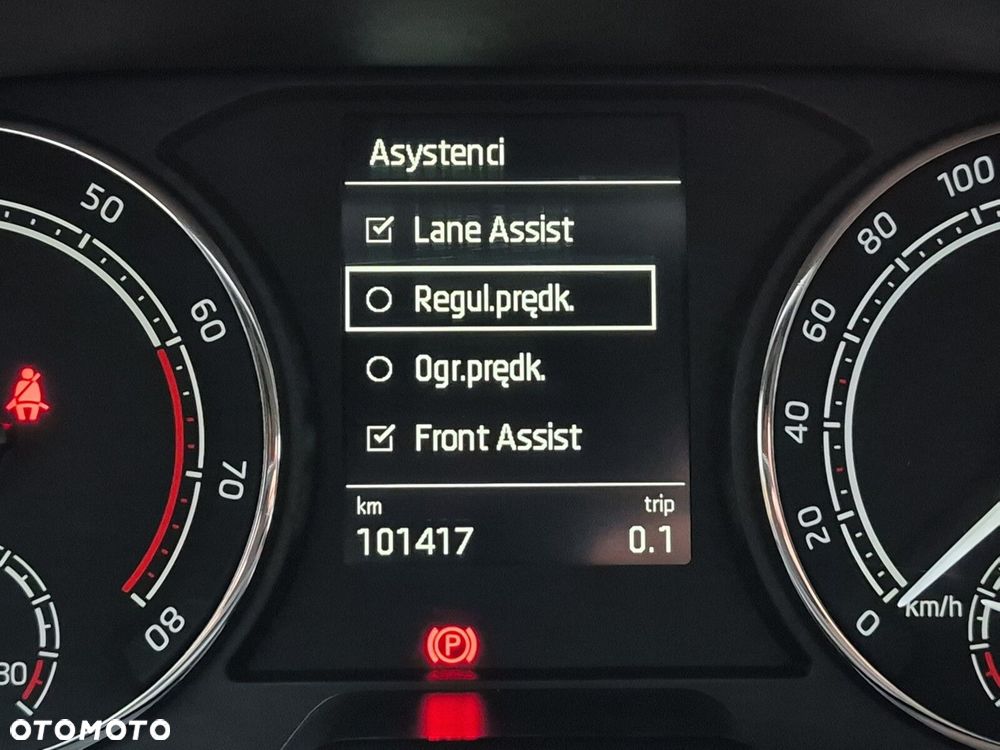 Asystenci
Lane Assist
Regul.prędk.
Ogr.prędk.
Front Assist
km
trip
101417
0.1
50
60
70
80
100
80
60
40
20
0
km/h
P
OTOMOTO